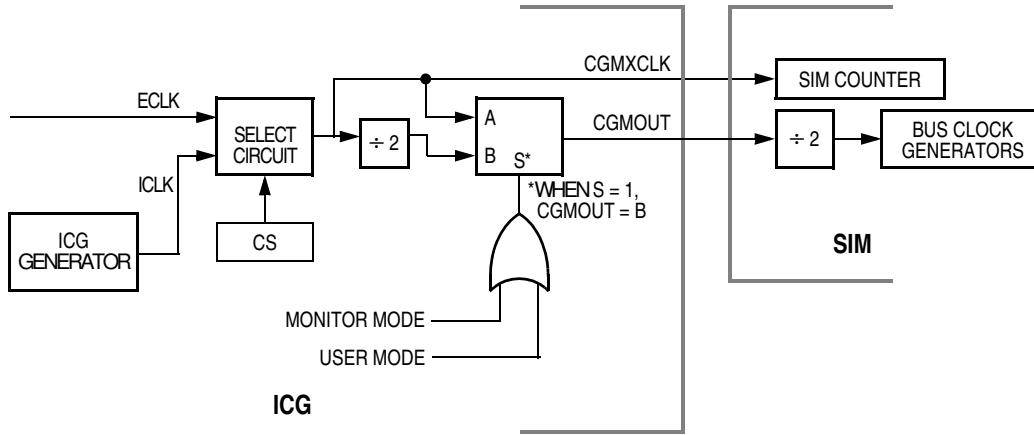 CGMXCLK
SIM COUNTER
ECLK
SELECT
CIRCUIT
÷ 2
A
B
S*
CGMOUT
÷ 2
BUS CLOCK
GENERATORS
*WHEN S = 1,
CGMOUT = B
ICLK
ICG
GENERATOR
CS
SIM
MONITOR MODE
USER MODE
ICG